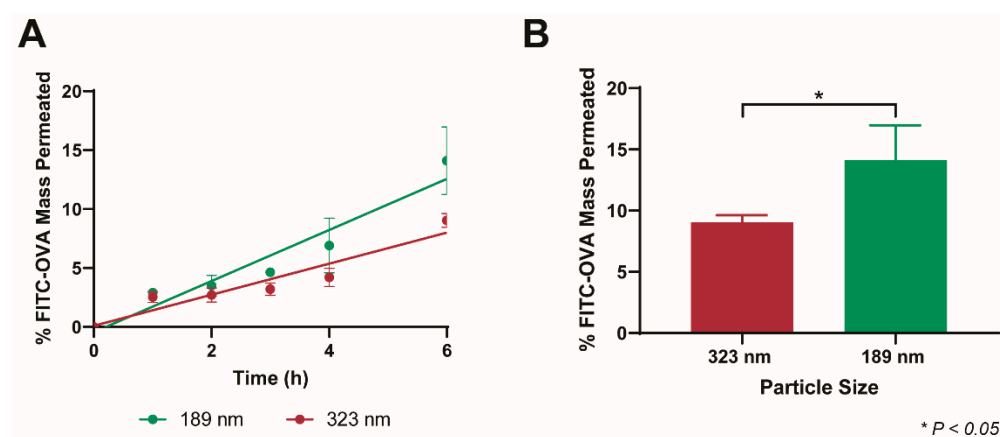 A
% FITC-OVA Mass Permeated
20
15
10
5
0
0 2 4 6
Time (h)
189 nm 323 nm
B
% FITC-OVA Mass Permeated
20
15
10
5
0
*
323 nm 189 nm
Particle Size
* P < 0.05